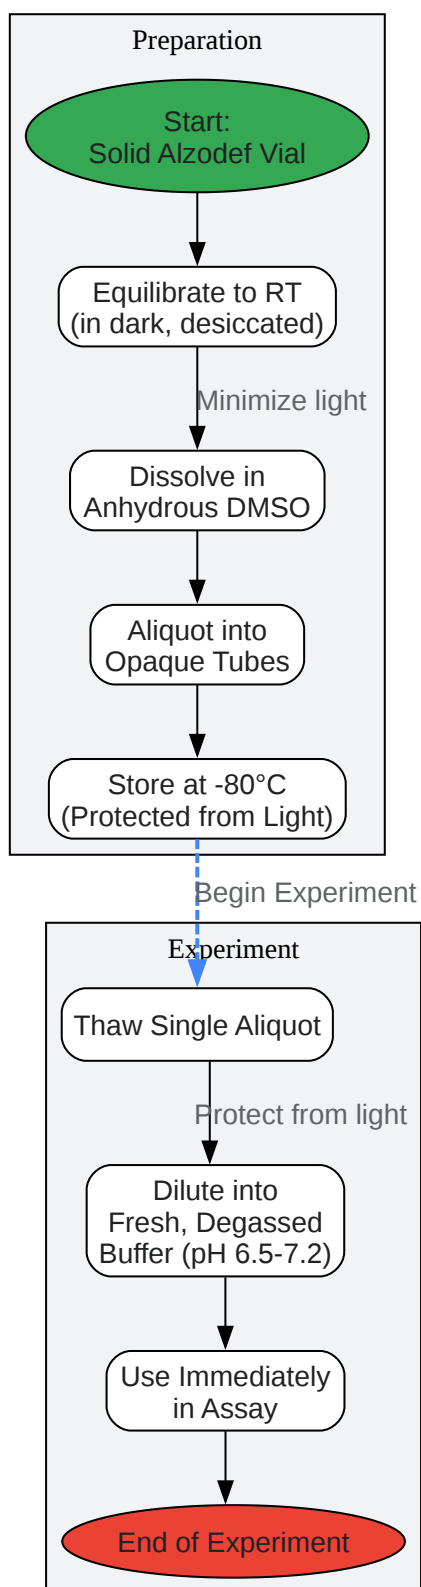 Preparation
Start:
Solid Alzodef Vial
Equilibrate to RT
(in dark, desiccated)
Minimize light
Dissolve in
Anhydrous DMSO
Aliquot into
Opaque Tubes
Store at -80°C
(Protected from Light)
Begin Experiment
Experiment
Thaw Single Aliquot
Protect from light
Dilute into
Fresh, Degassed
Buffer (pH 6.5-7.2)
Use Immediately
in Assay
End of Experiment